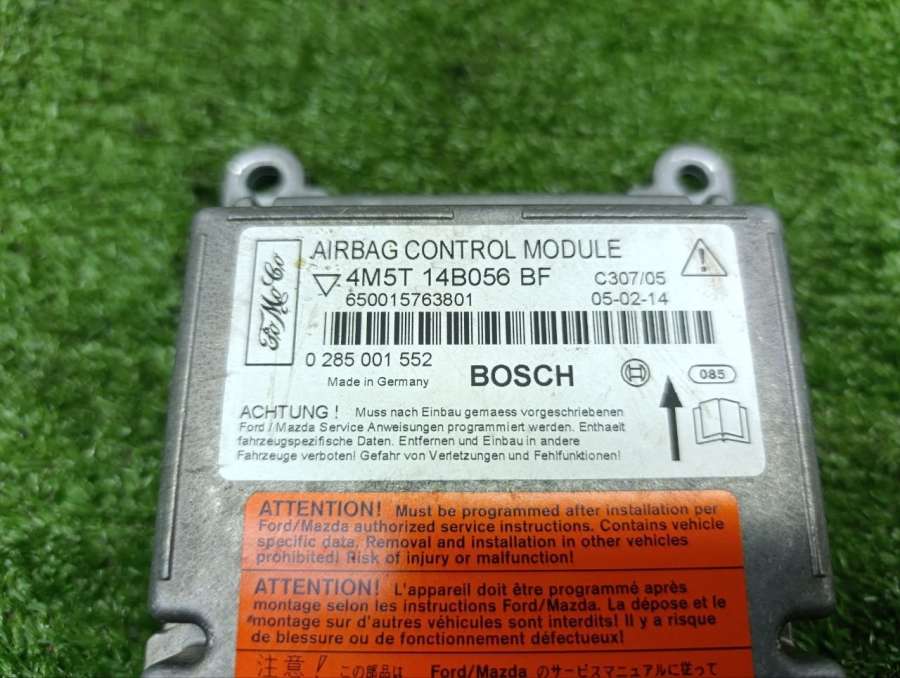 FoMoCo
AIRBAG CONTROL MODULE
4M5T 14B056 BF
C307/05
650015763801
05-02-14
0 285 001 552
Made in Germany
BOSCH
085
ACHTUNG ! Muss nach Einbau gemaess vorgeschriebenen
Ford / Mazda Service Anweisungen programmiert werden. Enthaelt
fahrzeugspezifische Daten. Entfernen und Einbau in andere
Fahrzeuge verboten! Gefahr von Verletzungen und Fehlfunktionen!
ATTENTION! Must be programmed after installation per
Ford/Mazda authorized service instructions. Contains vehicle
specific data. Removal and installation in other vehicles
prohibited! Risk of injury or malfunction!
ATTENTION! L'appareil doit être programmé après
montage selon les instructions Ford/Mazda. La dépose et le
montage sur d'autres véhicules sont interdits! Il y a risque
de blessure ou de fonctionnement défectueux!
注意! この部品は Ford/Mazda のサービスマニュアルに従って